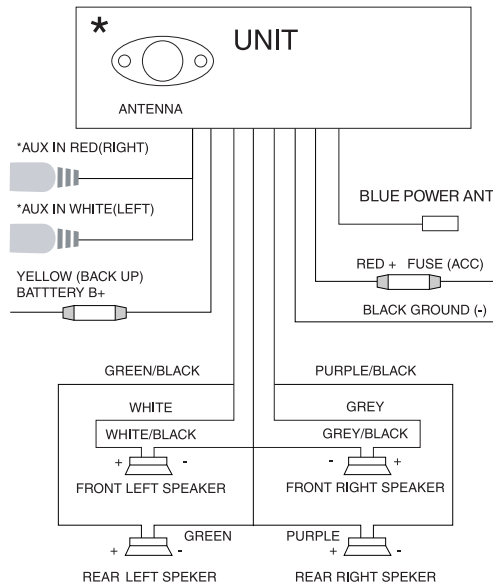 * UNIT
ANTENNA
*AUX IN RED(RIGHT)
*AUX IN WHITE(LEFT)
BLUE POWER ANT
YELLOW (BACK UP)
BATTTERY B+
RED + FUSE (ACC)
BLACK GROUND (-)
GREEN/BLACK
PURPLE/BLACK
WHITE
GREY
WHITE/BLACK
GREY/BLACK
+ -
- +
FRONT LEFT SPEAKER
FRONT RIGHT SPEAKER
GREEN
PURPLE
+ -
+ -
REAR LEFT SPEKER
REAR RIGHT SPEKER